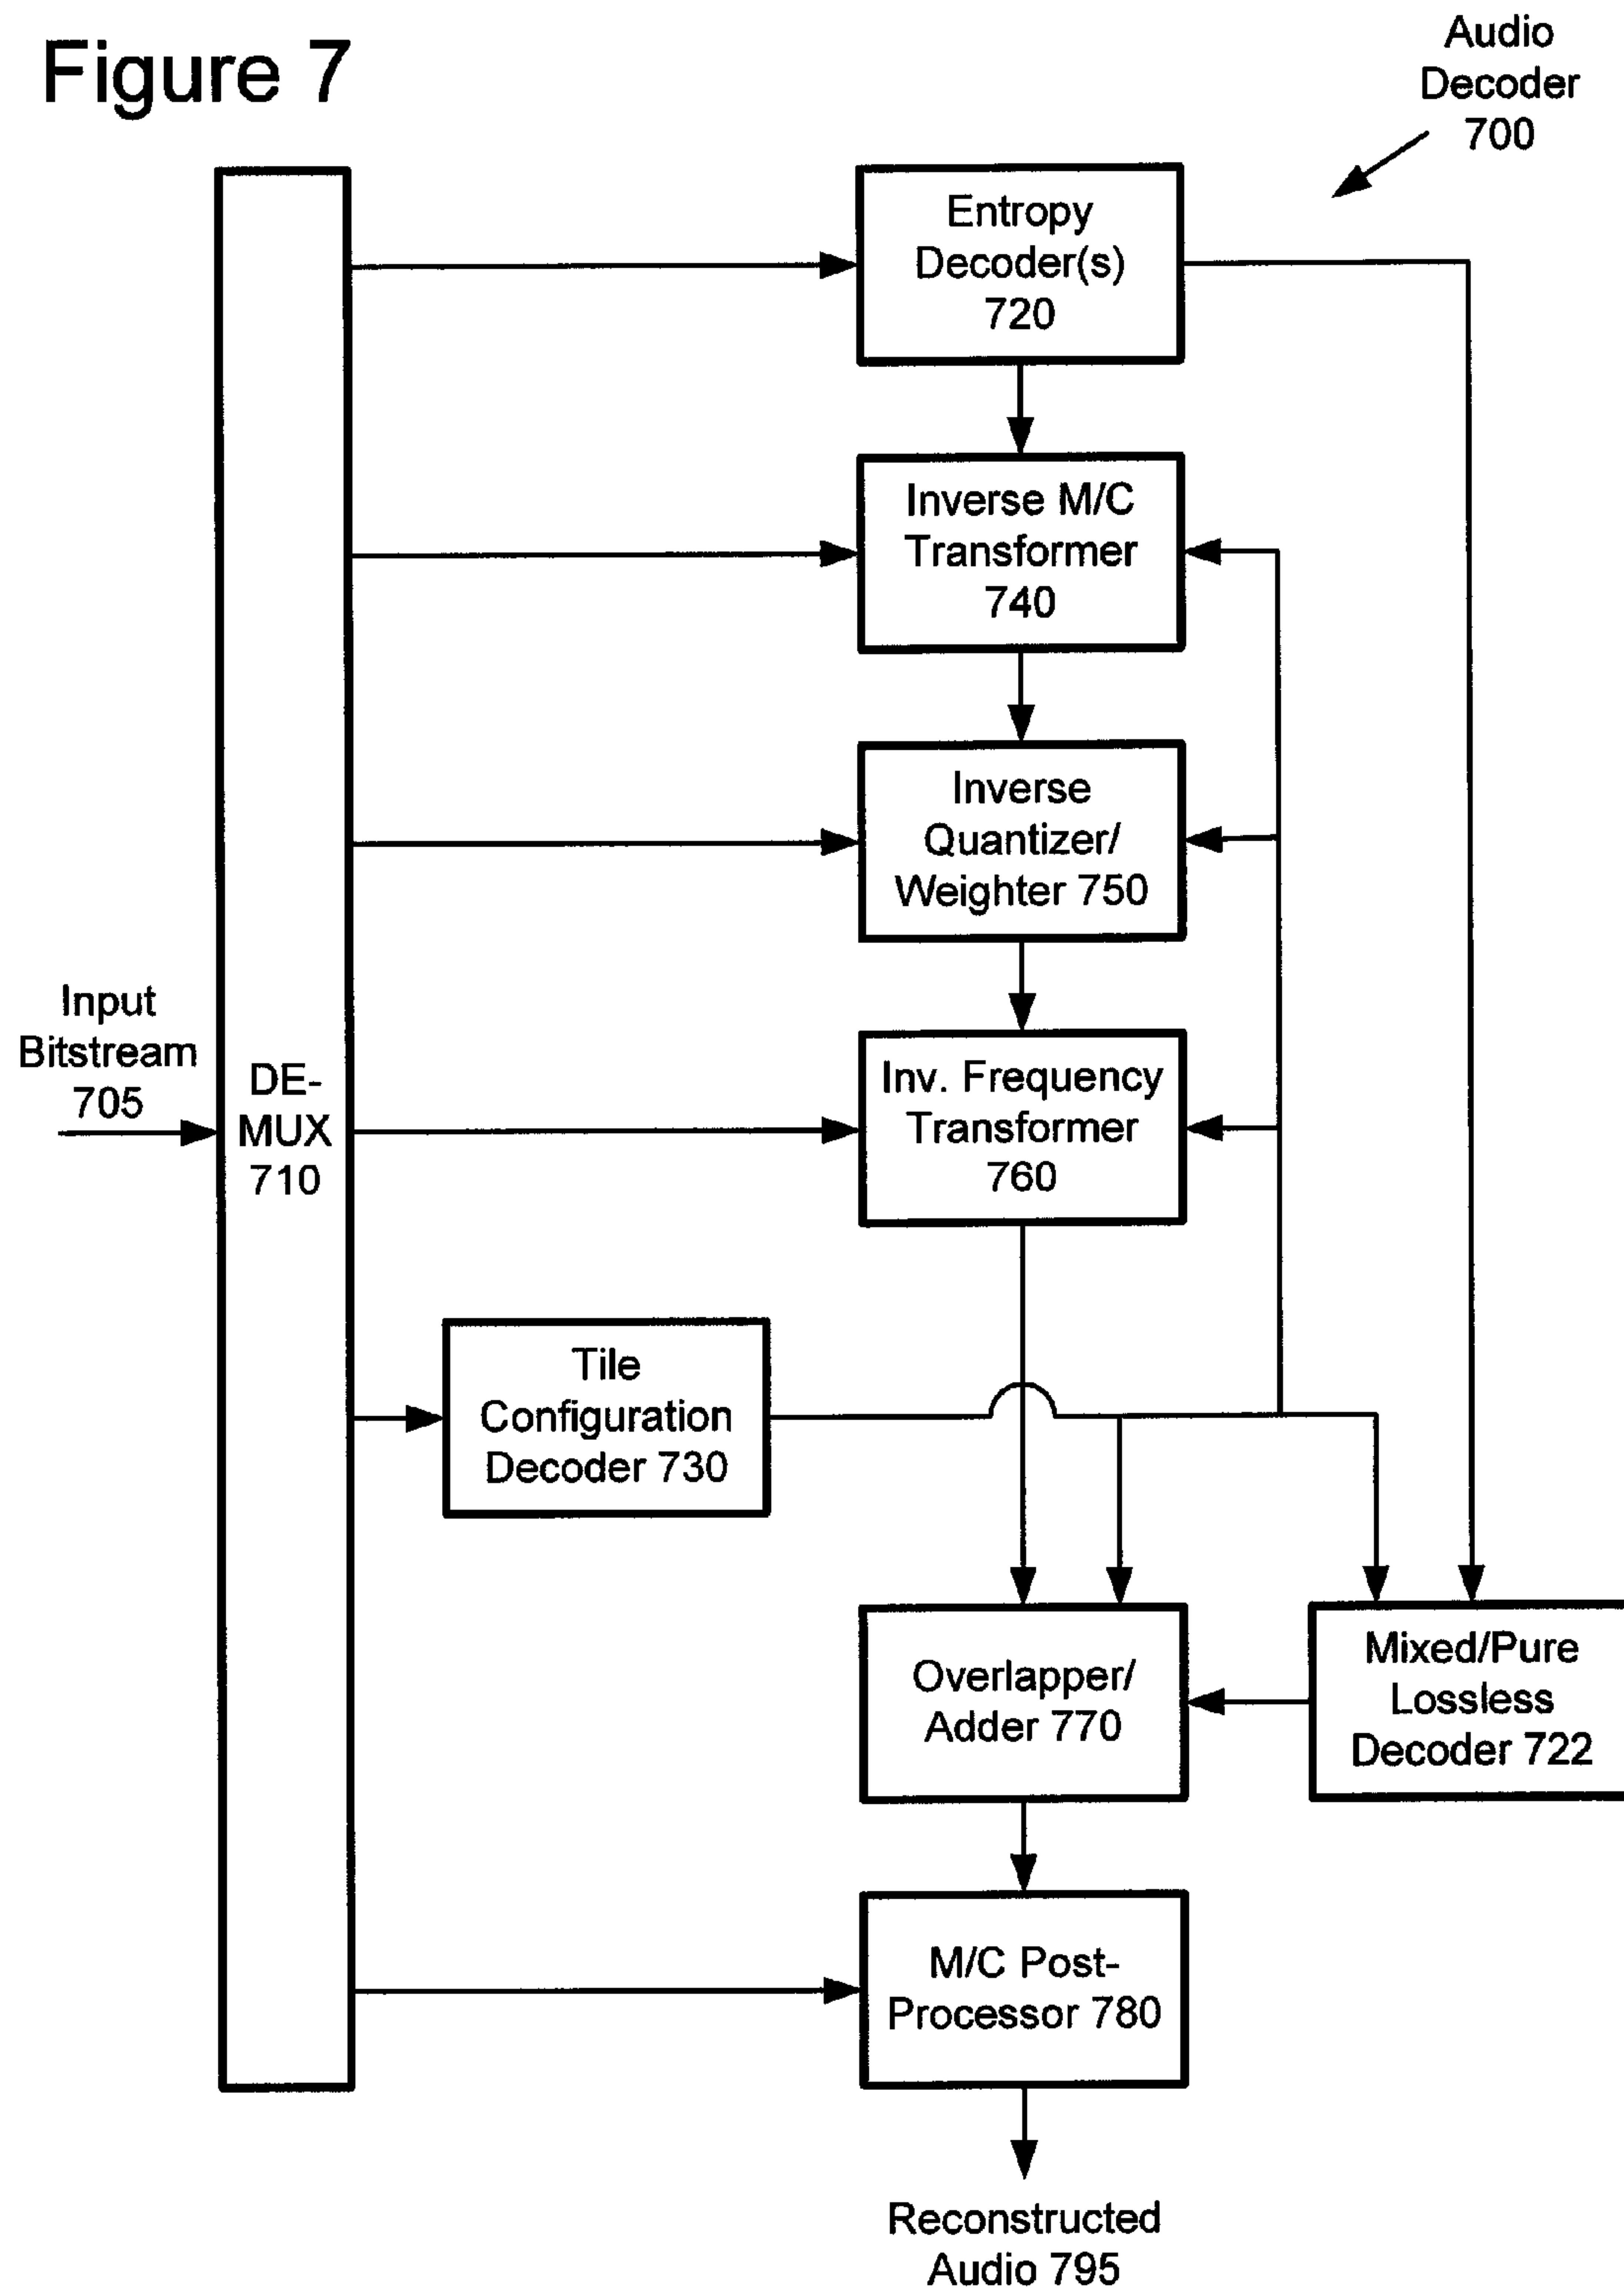 Figure 7
Audio
Decoder
700
Entropy
Decoder(s)
720
Inverse M/C
Transformer
740
Inverse
Quantizer/
Weighter 750
Input
Bitstream
705
DE-
MUX
710
Inv. Frequency
Transformer
760
Tile
Configuration
Decoder 730
Overlapper/
Adder 770
Mixed/Pure
Lossless
Decoder 722
M/C Post-
Processor 780
Reconstructed
Audio 795